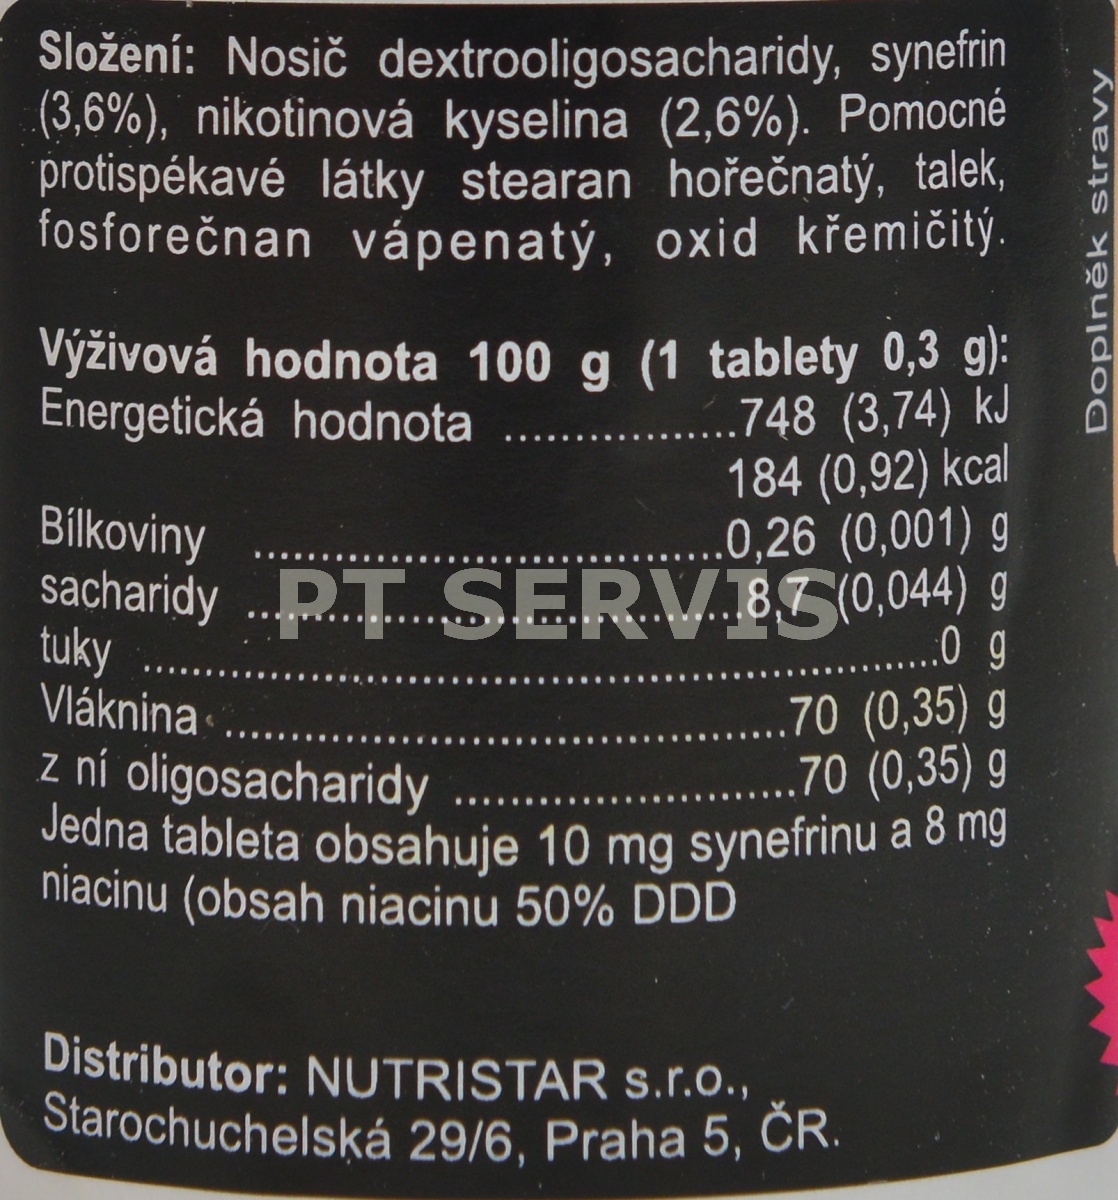 Složení: Nosič dextrooligosacharidy, synefrin
(3,6%), nikotinová kyselina (2,6%). Pomocné
protispékavé látky stearan hořečnatý, talek,
fosforečnan vápenatý, oxid křemičitý.
Výživová hodnota 100 g (1 tablety 0,3 g):
Energetická hodnota ..................748 (3,74) kJ
184 (0,92) kcal
Bílkoviny ....................................0,26 (0,001) g
sacharidy ......................................8,7 (0,044) g
tuky .............................................................0 g
Vláknina ...........................................70 (0,35) g
z ní oligosacharidy ..........................70 (0,35) g
Jedna tableta obsahuje 10 mg synefrinu a 8 mg
niacinu (obsah niacinu 50% DDD
Distributor: NUTRISTAR s.r.o.,
Starochuchelská 29/6, Praha 5, ČR.
Doplněk stravy
PT SERVIS